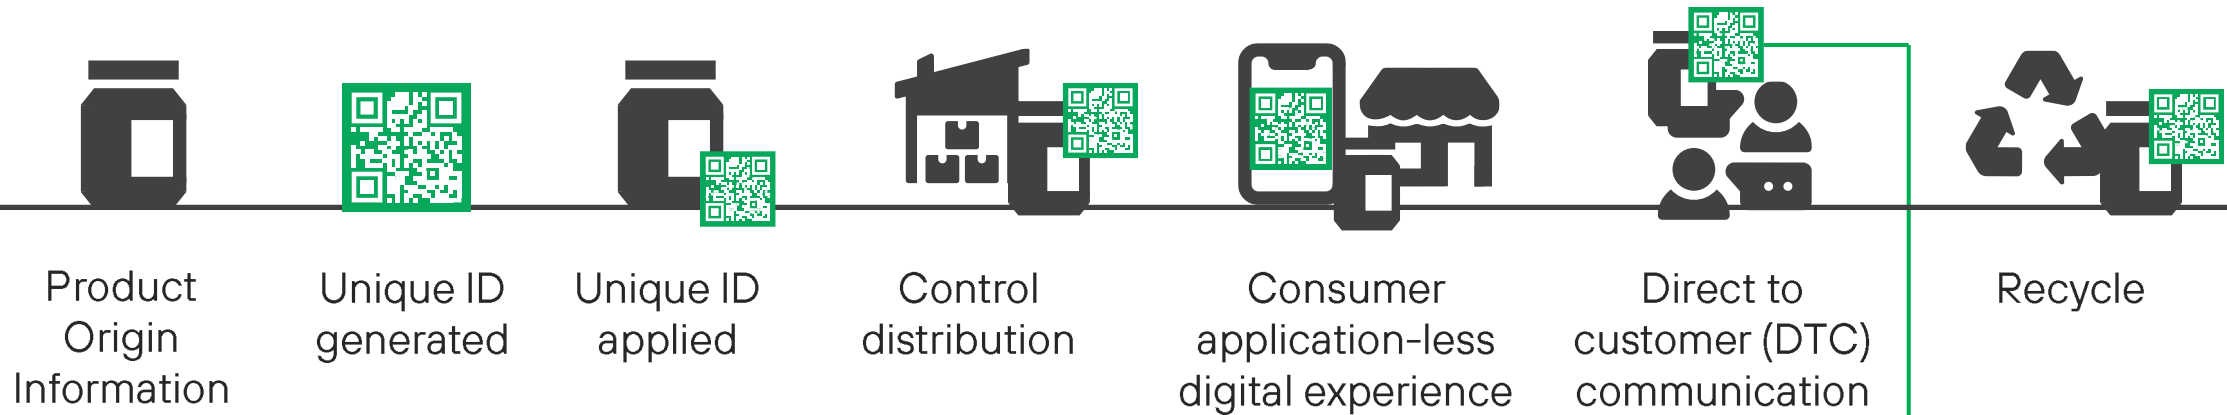 Product
Origin
Information
Unique ID
generated
Unique ID
applied
Control
distribution
Consumer
application-less
digital experience
Direct to
customer (DTC)
communication
Recycle